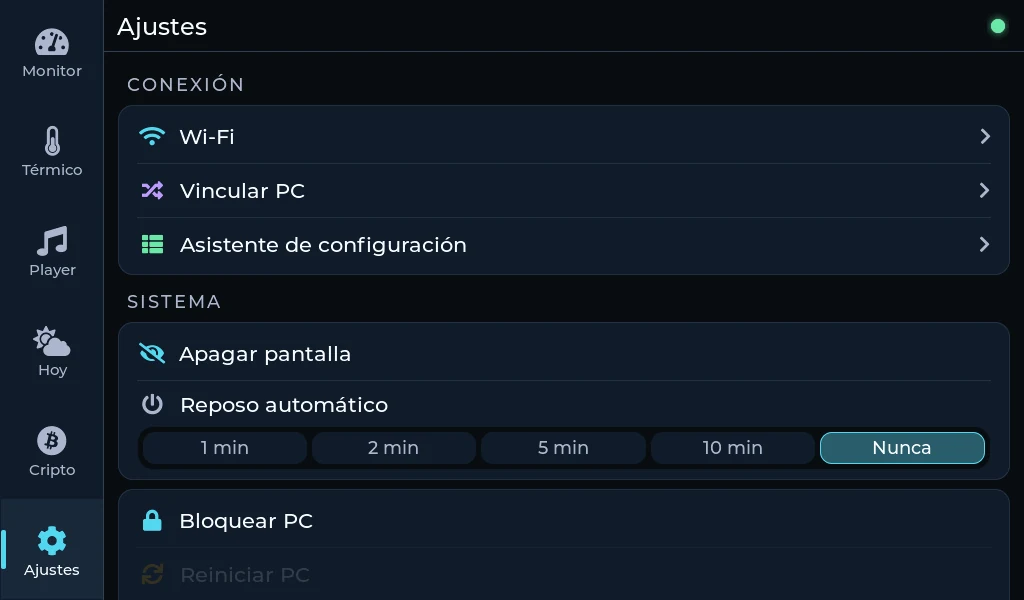 Ajustes
Monitor
Térmico
Player
Hoy
Cripto
Ajustes
CONEXIÓN
Wi-Fi
Vincular PC
Asistente de configuración
SISTEMA
Apagar pantalla
Reposo automático
1 min 2 min 5 min 10 min Nunca
Bloquear PC
Reiniciar PC